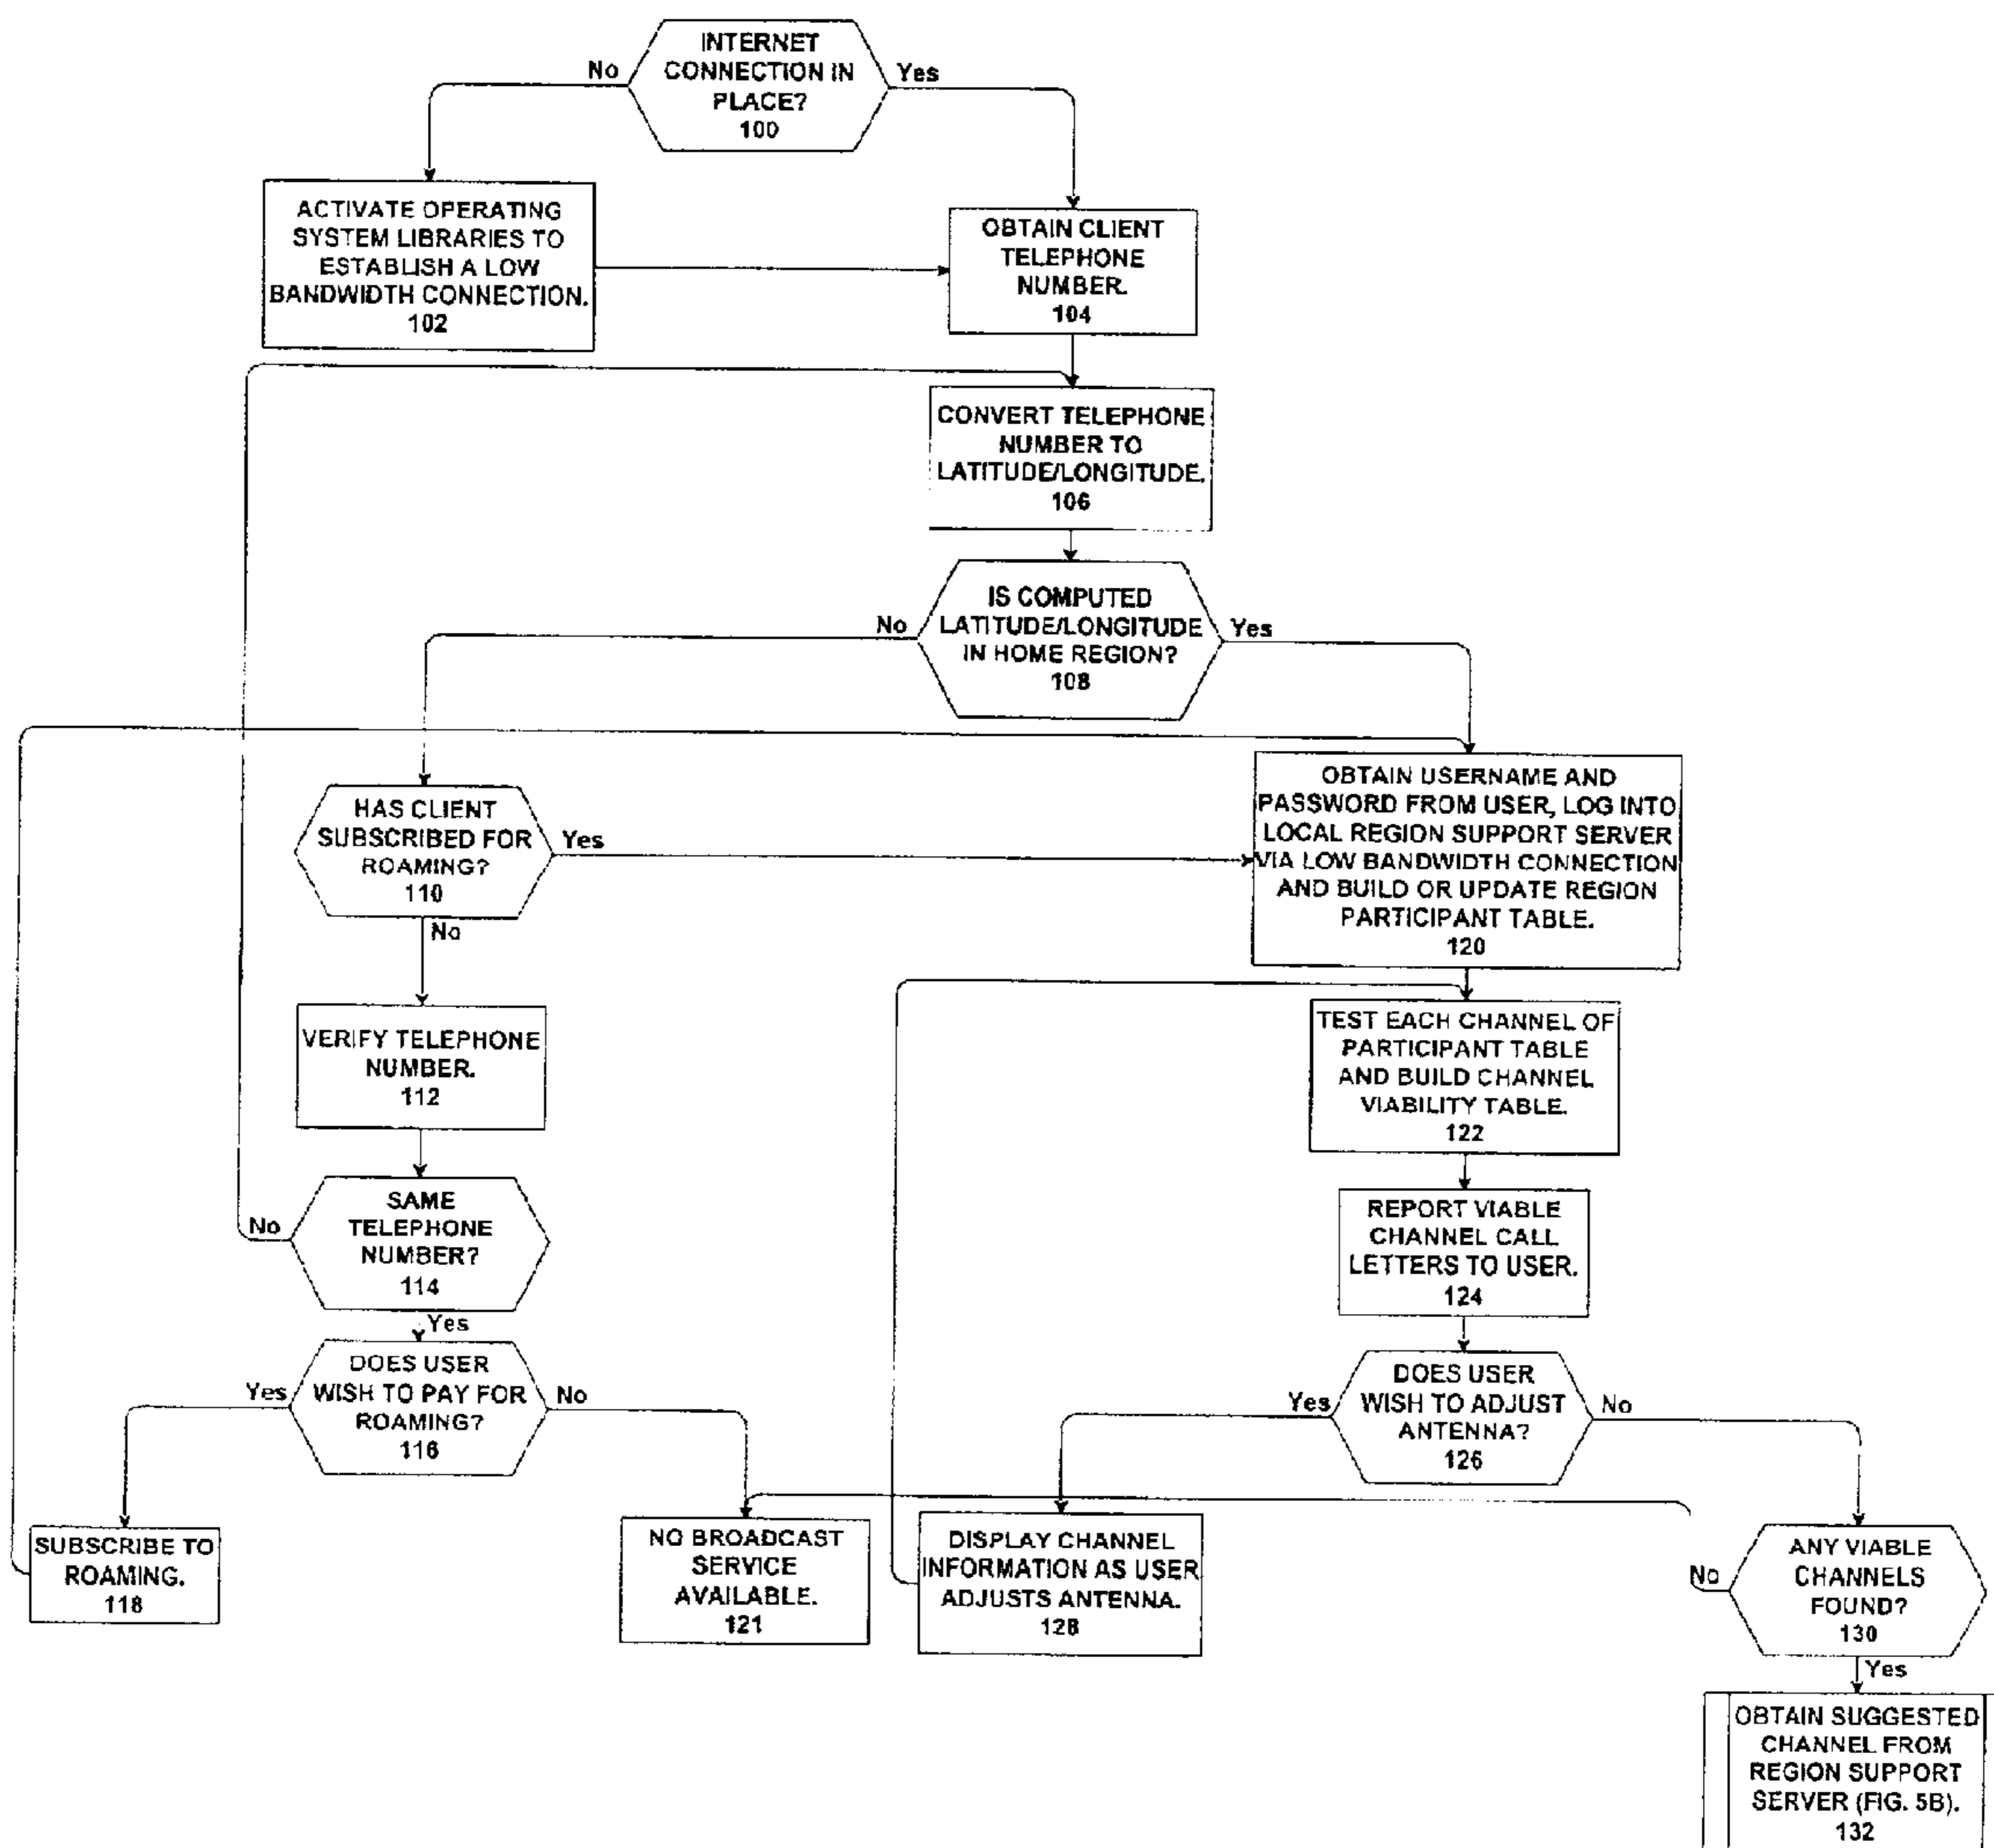 INTERNET
CONNECTION IN
PLACE?
100
No
Yes
ACTIVATE OPERATING
SYSTEM LIBRARIES TO
ESTABLISH A LOW
BANDWIDTH CONNECTION.
102
OBTAIN CLIENT
TELEPHONE
NUMBER.
104
CONVERT TELEPHONE
NUMBER TO
LATITUDE/LONGITUDE.
106
IS COMPUTED
LATITUDE/LONGITUDE
IN HOME REGION?
108
No
Yes
HAS CLIENT
SUBSCRIBED FOR
ROAMING?
110
Yes
No
OBTAIN USERNAME AND
PASSWORD FROM USER, LOG INTO
LOCAL REGION SUPPORT SERVER
VIA LOW BANDWIDTH CONNECTION
AND BUILD OR UPDATE REGION
PARTICIPANT TABLE.
120
VERIFY TELEPHONE
NUMBER.
112
TEST EACH CHANNEL OF
PARTICIPANT TABLE
AND BUILD CHANNEL
VIABILITY TABLE.
122
SAME
TELEPHONE
NUMBER?
114
No
Yes
REPORT VIABLE
CHANNEL CALL
LETTERS TO USER.
124
DOES USER
WISH TO PAY FOR
ROAMING?
116
Yes
No
DOES USER
WISH TO ADJUST
ANTENNA?
126
Yes
No
SUBSCRIBE TO
ROAMING.
118
NO BROADCAST
SERVICE
AVAILABLE.
121
DISPLAY CHANNEL
INFORMATION AS USER
ADJUSTS ANTENNA.
128
ANY VIABLE
CHANNELS
FOUND?
130
No
Yes
OBTAIN SUGGESTED
CHANNEL FROM
REGION SUPPORT
SERVER (FIG. 5B).
132